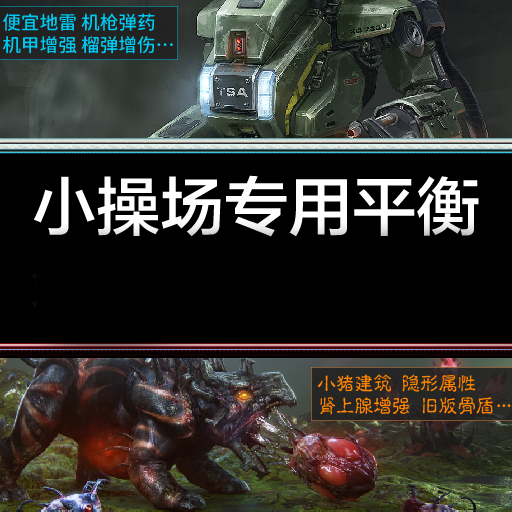 便宜地雷 机枪弹药
机甲增强 榴弹增伤…
TSA
小操场专用平衡
小猪建筑 隐形属性
肾上腺增强 旧版骨盾…